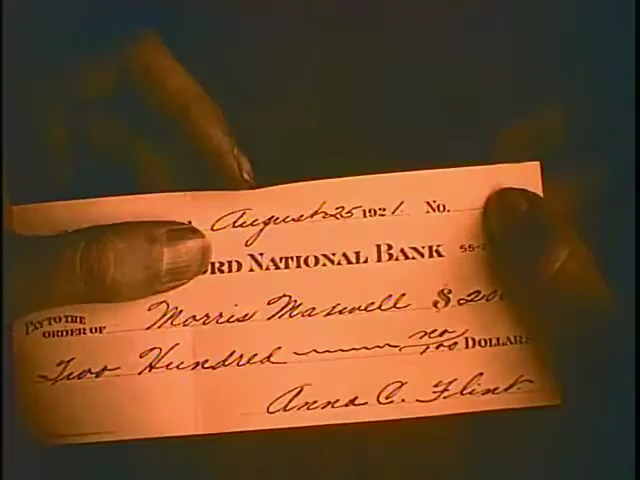 August 25 1921. No.
RD NATIONAL BANK 55-
PAY TO THE ORDER OF Morris Maxwell $ 20
Two Hundred no/100 DOLLARS
Anna C. Flint